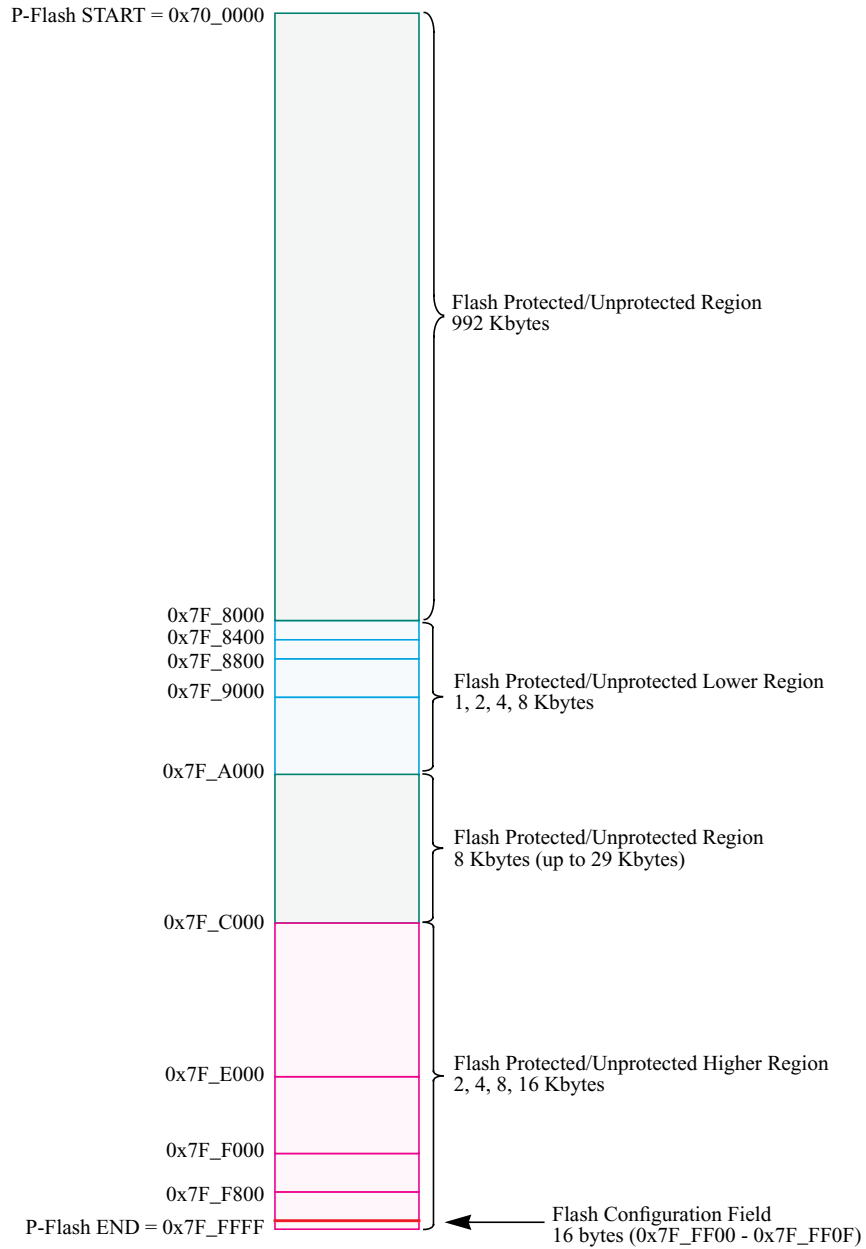 P-Flash START = 0x70_0000
Flash Protected/Unprotected Region
992 Kbytes
0x7F_8000
0x7F_8400
0x7F_8800
0x7F_9000
Flash Protected/Unprotected Lower Region
1, 2, 4, 8 Kbytes
0x7F_A000
Flash Protected/Unprotected Region
8 Kbytes (up to 29 Kbytes)
0x7F_C000
0x7F_E000
Flash Protected/Unprotected Higher Region
2, 4, 8, 16 Kbytes
0x7F_F000
0x7F_F800
P-Flash END = 0x7F_FFFF
Flash Configuration Field
16 bytes (0x7F_FF00 - 0x7F_FF0F)